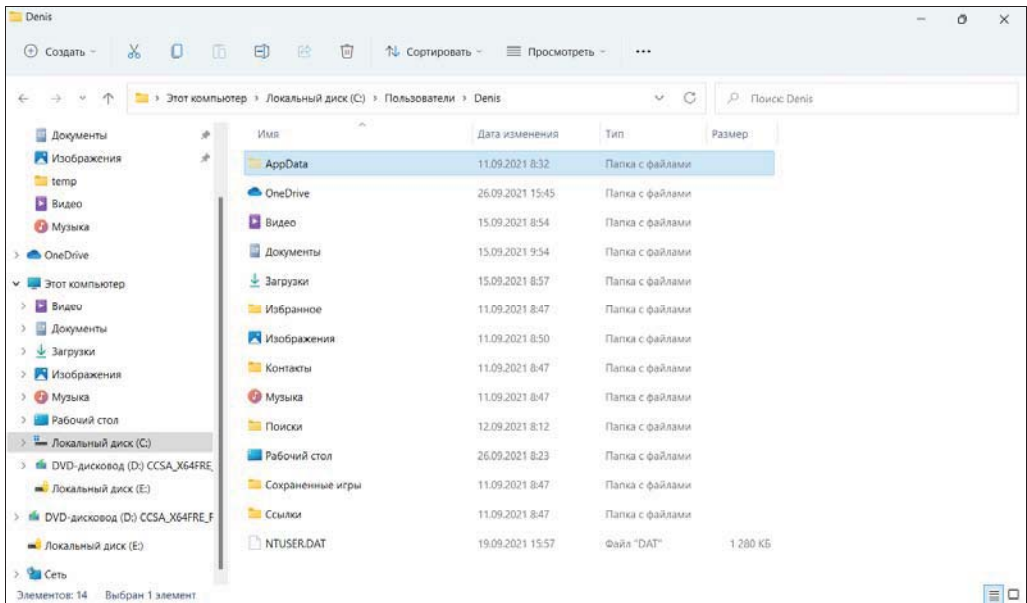 Denis
Создать
Сортировать
Просмотреть
Этот компьютер > Локальный диск (C:) > Пользователи > Denis
Поиск: Denis
Документы
Изображения
temp
Видео
Музыка
OneDrive
Этот компьютер
Видео
Документы
Загрузки
Изображения
Музыка
Рабочий стол
Локальный диск (C:)
DVD-дисковод (D:) CCSA_X64FRE_
Локальный диск (E:)
DVD-дисковод (D:) CCSA_X64FRE_F
Локальный диск (E:)
Сеть
Имя Дата изменения Тип Размер
AppData 11.09.2021 8:32 Папка с файлами
OneDrive 26.09.2021 15:45 Папка с файлами
Видео 15.09.2021 8:54 Папка с файлами
Документы 15.09.2021 9:54 Папка с файлами
Загрузки 15.09.2021 8:57 Папка с файлами
Избранное 11.09.2021 8:47 Папка с файлами
Изображения 11.09.2021 8:50 Папка с файлами
Контакты 11.09.2021 8:47 Папка с файлами
Музыка 11.09.2021 8:47 Папка с файлами
Поиски 12.09.2021 8:12 Папка с файлами
Рабочий стол 26.09.2021 8:23 Папка с файлами
Сохраненные игры 11.09.2021 8:47 Папка с файлами
Ссылки 11.09.2021 8:47 Папка с файлами
NTUSER.DAT 19.09.2021 15:57 Файл "DAT" 1 280 КБ
Элементов: 14 Выбран 1 элемент